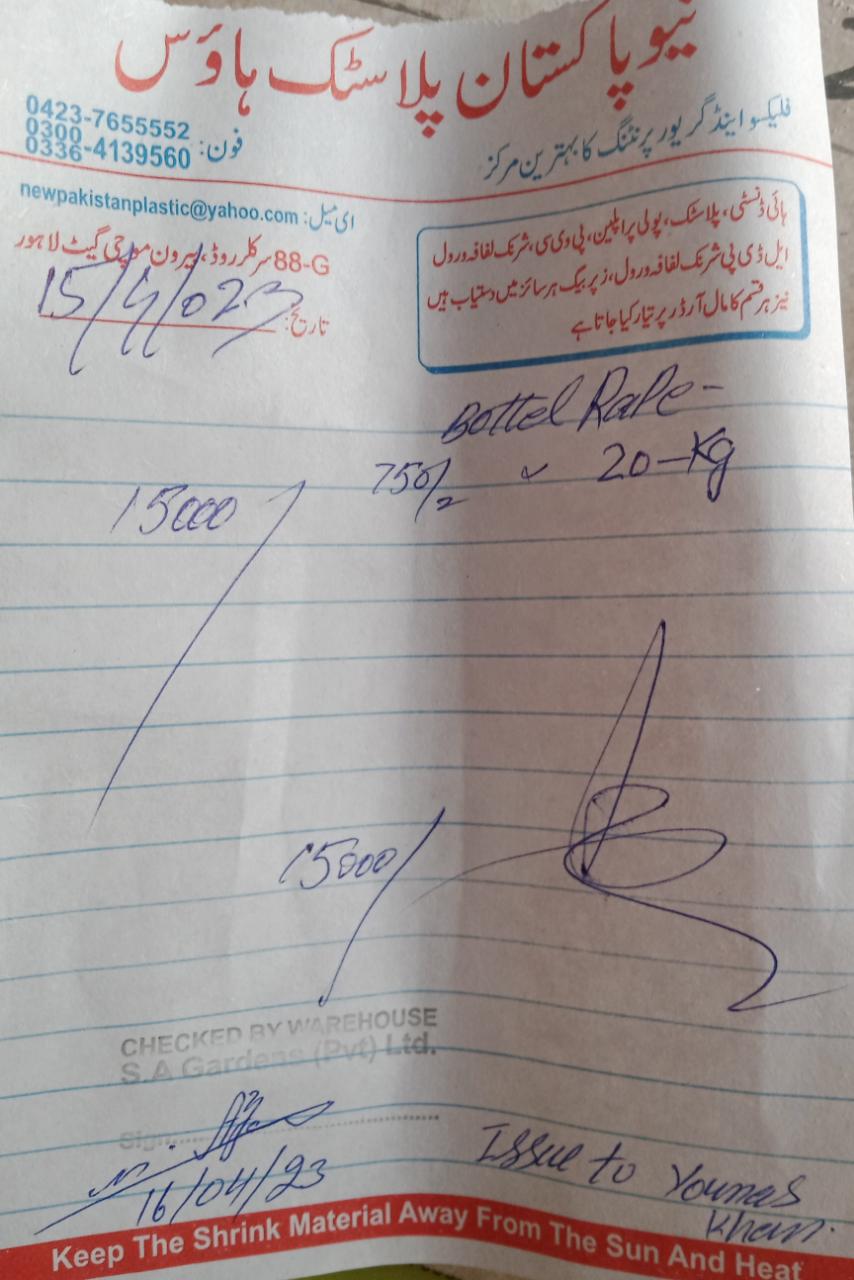 نیو پاکستان پلاسٹک ہاؤس
فلیکسو اینڈ گریور پرنٹنگ کا بہترین مرکز
فون: 0423-7655552
0300
0336-4139560
ای میل: newpakistanplastic@yahoo.com
88-G سرکلر روڈ، بیرون موچی گیٹ لاہور
ہائی ڈنسٹی، پلاسٹک، پولی پراپلین، پی وی سی، شرنک لفافہ و رول
ایل ڈی پی شرنک لفافہ و رول، زپر بیگ ہر سائز میں دستیاب ہیں
نیز ہر قسم کا مال آرڈر پر تیار کیا جاتا ہے
تاریخ: 15/4/023
Bottel RaPe-
15000 750/2 20-Kg
15000/
CHECKED BY WAREHOUSE
S.A Gardens (Pvt) Ltd.
Sign
16/04/23
Issue to Younas
Khan.
Keep The Shrink Material Away From The Sun And Heat